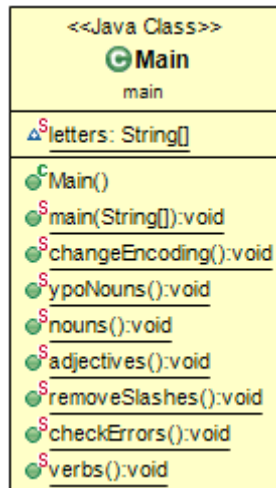 <<Java Class>>
C Main
main
S letters: String[]
C Main()
S main(String[]):void
S changeEncoding():void
S ypoNouns():void
S nouns():void
S adjectives():void
S removeSlashes():void
S checkErrors():void
S verbs():void